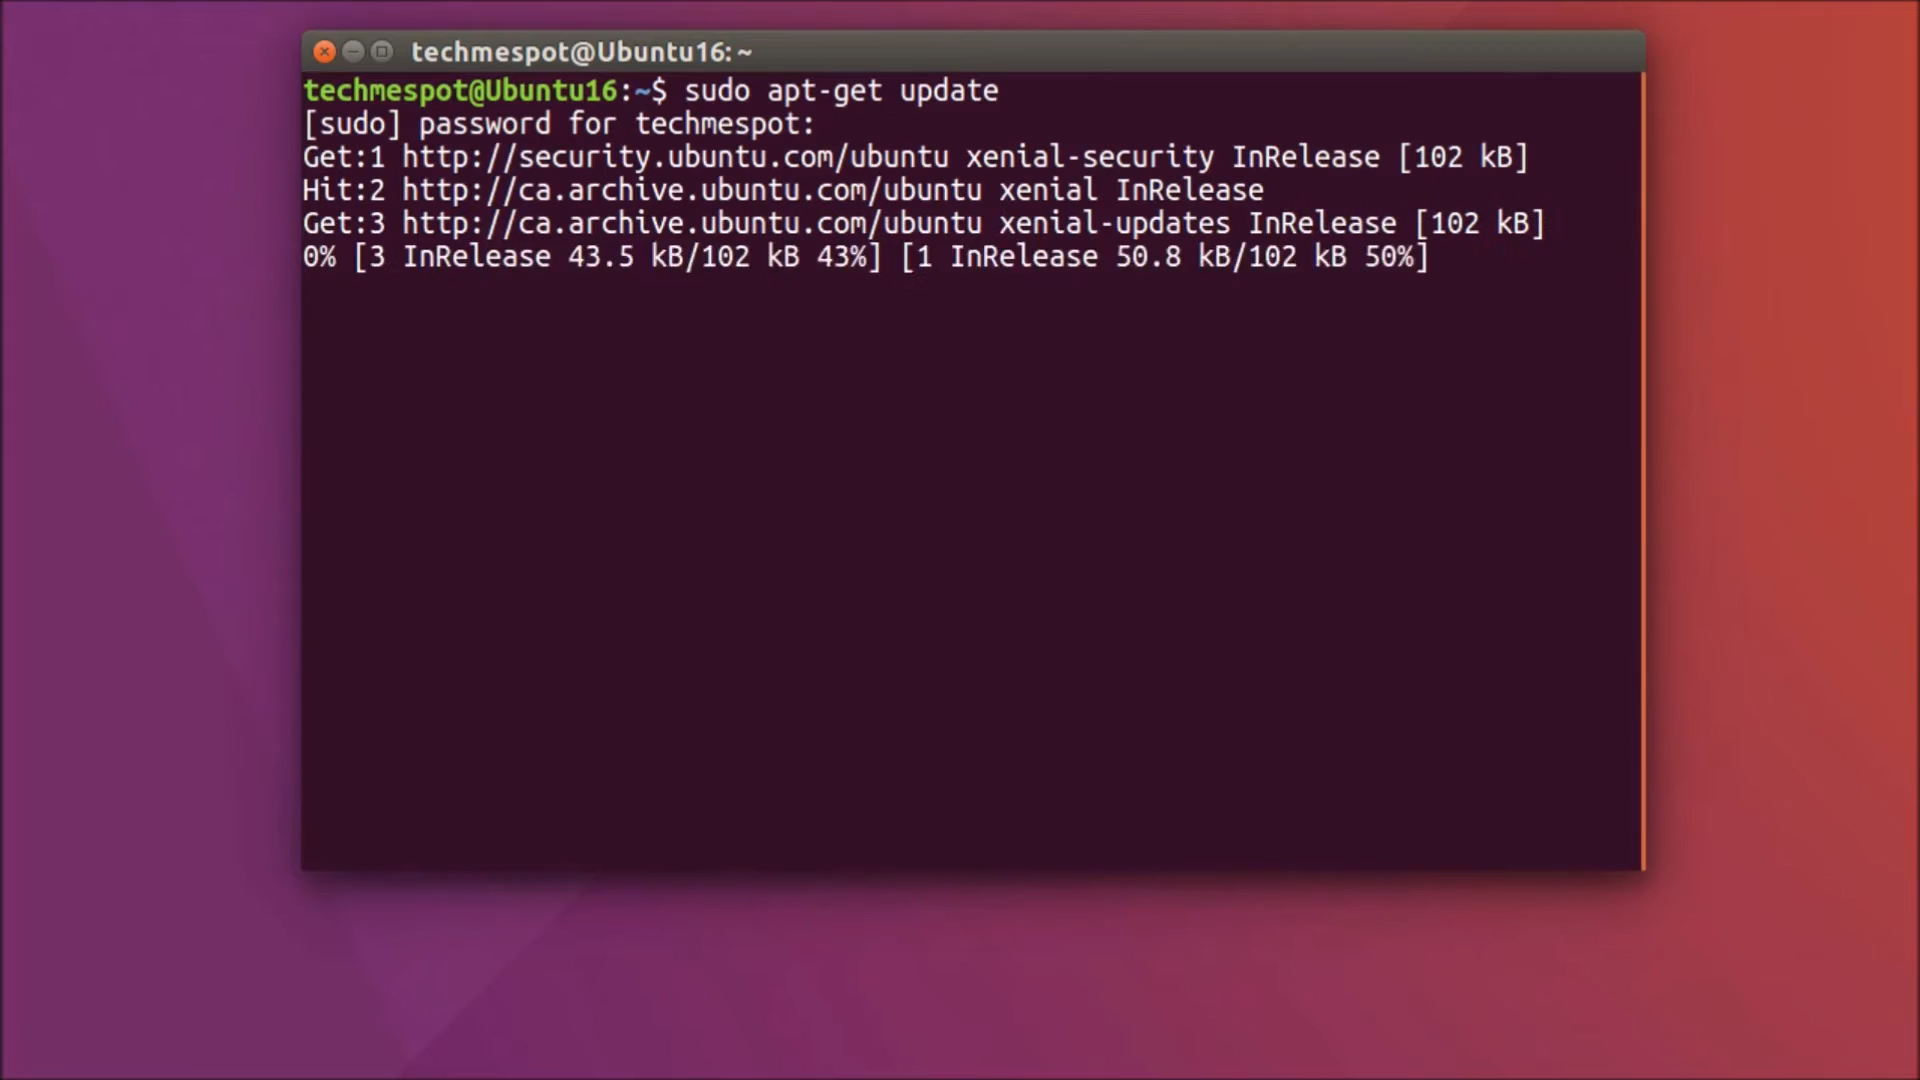 techmespot@Ubuntu16: ~
techmespot@Ubuntu16:~$ sudo apt-get update
[sudo] password for techmespot:
Get:1 http://security.ubuntu.com/ubuntu xenial-security InRelease [102 kB]
Hit:2 http://ca.archive.ubuntu.com/ubuntu xenial InRelease
Get:3 http://ca.archive.ubuntu.com/ubuntu xenial-updates InRelease [102 kB]
0% [3 InRelease 43.5 kB/102 kB 43%] [1 InRelease 50.8 kB/102 kB 50%]